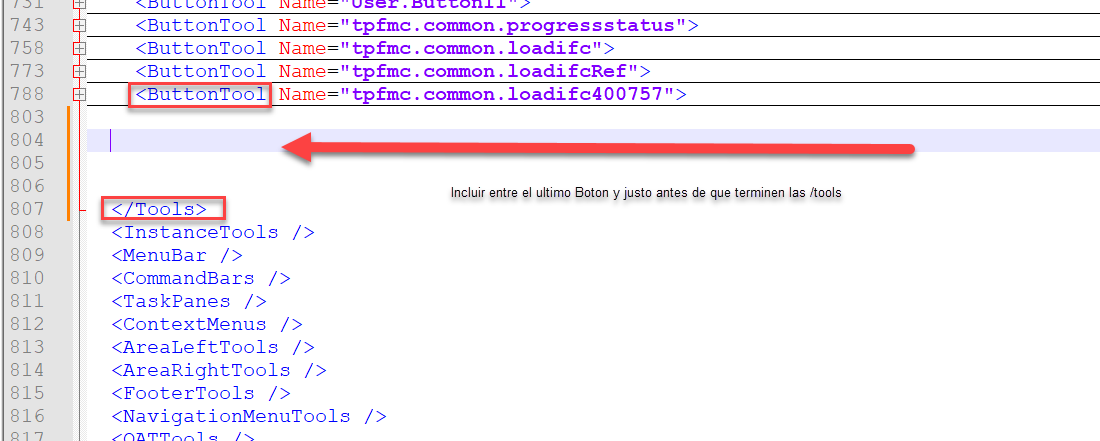 731 <ButtonTool Name="User.Button11">
743 <ButtonTool Name="tpfmc.common.progressstatus">
758 <ButtonTool Name="tpfmc.common.loadifc">
773 <ButtonTool Name="tpfmc.common.loadifcRef">
788 <ButtonTool Name="tpfmc.common.loadifc400757">
803
804
805
806
Incluir entre el ultimo Boton y justo antes de que terminen las /tools
807 </Tools>
808 <InstanceTools />
809 <MenuBar />
810 <CommandBars />
811 <TaskPanes />
812 <ContextMenus />
813 <AreaLeftTools />
814 <AreaRightTools />
815 <FooterTools />
816 <NavigationMenuTools />
817 <QATTools />